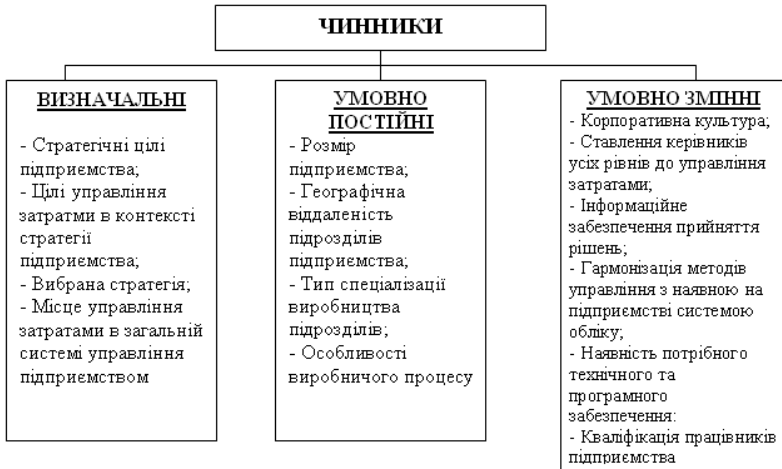 ЧИННИКИ
ВИЗНАЧАЛЬНІ
- Стратегічні цілі
підприємства;
- Цілі управління
затратми в контексті
стратегії
підприємства;
- Вибрана стратегія;
- Місце управління
затратами в загальній
системі управління
підприємством
УМОВНО
ПОСТІЙНІ
- Розмір
підприємства;
- Географічна
віддаленість
підрозділів
підприємства;
- Тип спеціалізації
виробництва
підрозділів;
- Особливості
виробничого процесу
УМОВНО ЗМІННІ
- Корпоративна культура;
- Ставлення керівників
усіх рівнів до управління
затратами;
- Інформаційне
забезпечення прийняття
рішень;
- Гармонізація методів
управління з наявною на
підприємстві системою
обліку;
- Наявність потрібного
технічного та
програмного
забезпечення:
- Кваліфікація працівників
підприємства